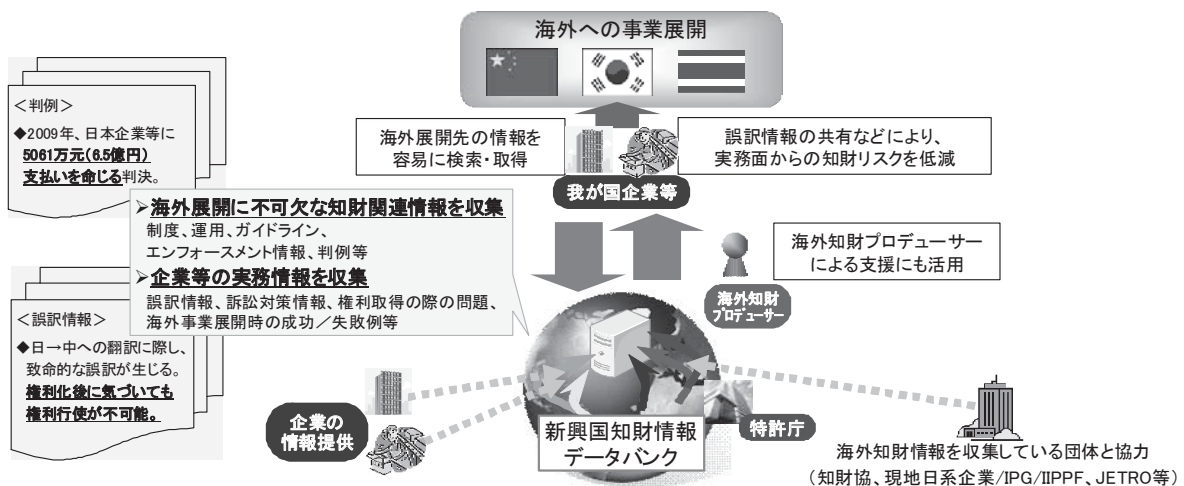 海外への事業展開
＜判例＞
◆2009年、日本企業等に
5061万元(6.5億円)
支払いを命じる判決。
海外展開先の情報を
容易に検索・取得
誤訳情報の共有などにより、
実務面からの知財リスクを低減
我が国企業等
➢海外展開に不可欠な知財関連情報を収集
制度、運用、ガイドライン、
エンフォースメント情報、判例等
➢企業等の実務情報を収集
誤訳情報、訴訟対策情報、権利取得の際の問題、
海外事業展開時の成功／失敗例等
海外知財プロデューサー
による支援にも活用
海外知財
プロデューサー
＜誤訳情報＞
◆日→中への翻訳に際し、
致命的な誤訳が生じる。
権利化後に気づいても
権利行使が不可能。
企業の
情報提供
新興国知財情報
データバンク
特許庁
海外知財情報を収集している団体と協力
（知財協、現地日系企業/IPG/IIPPF、JETRO等）